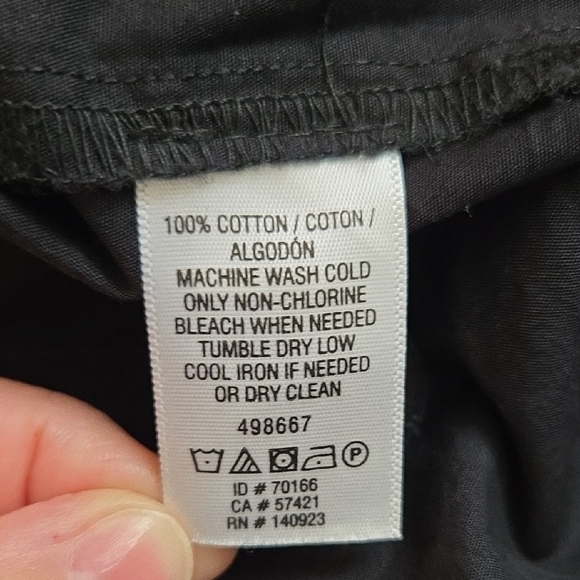 100% COTTON / COTON /
ALGODÓN
MACHINE WASH COLD
ONLY NON-CHLORINE
BLEACH WHEN NEEDED
TUMBLE DRY LOW
COOL IRON IF NEEDED
OR DRY CLEAN
498667
P
ID # 70166
CA # 57421
RN # 140923